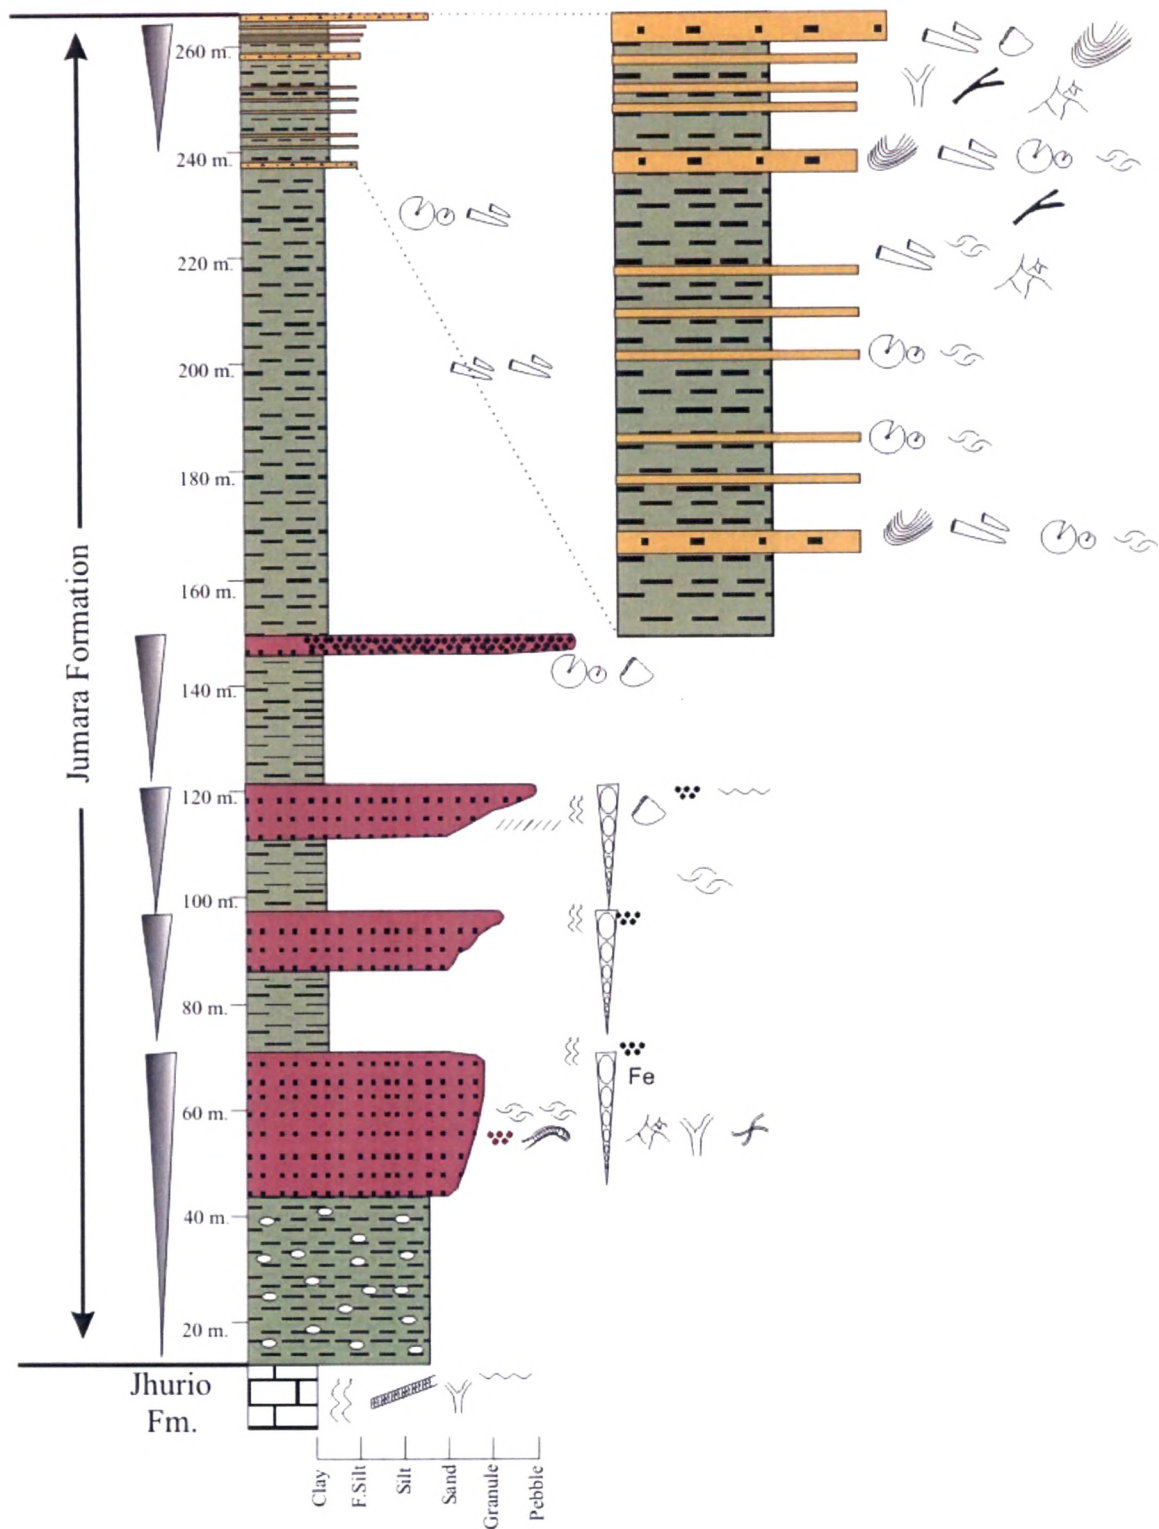 260 m.
240 m.
220 m.
200 m.
180 m.
160 m.
140 m.
120 m.
100 m.
80 m.
60 m.
40 m.
20 m.
Jumara Formation
Fe
Jhurio
Fm.
Clay
F.Silt
Silt
Sand
Granule
Pebble